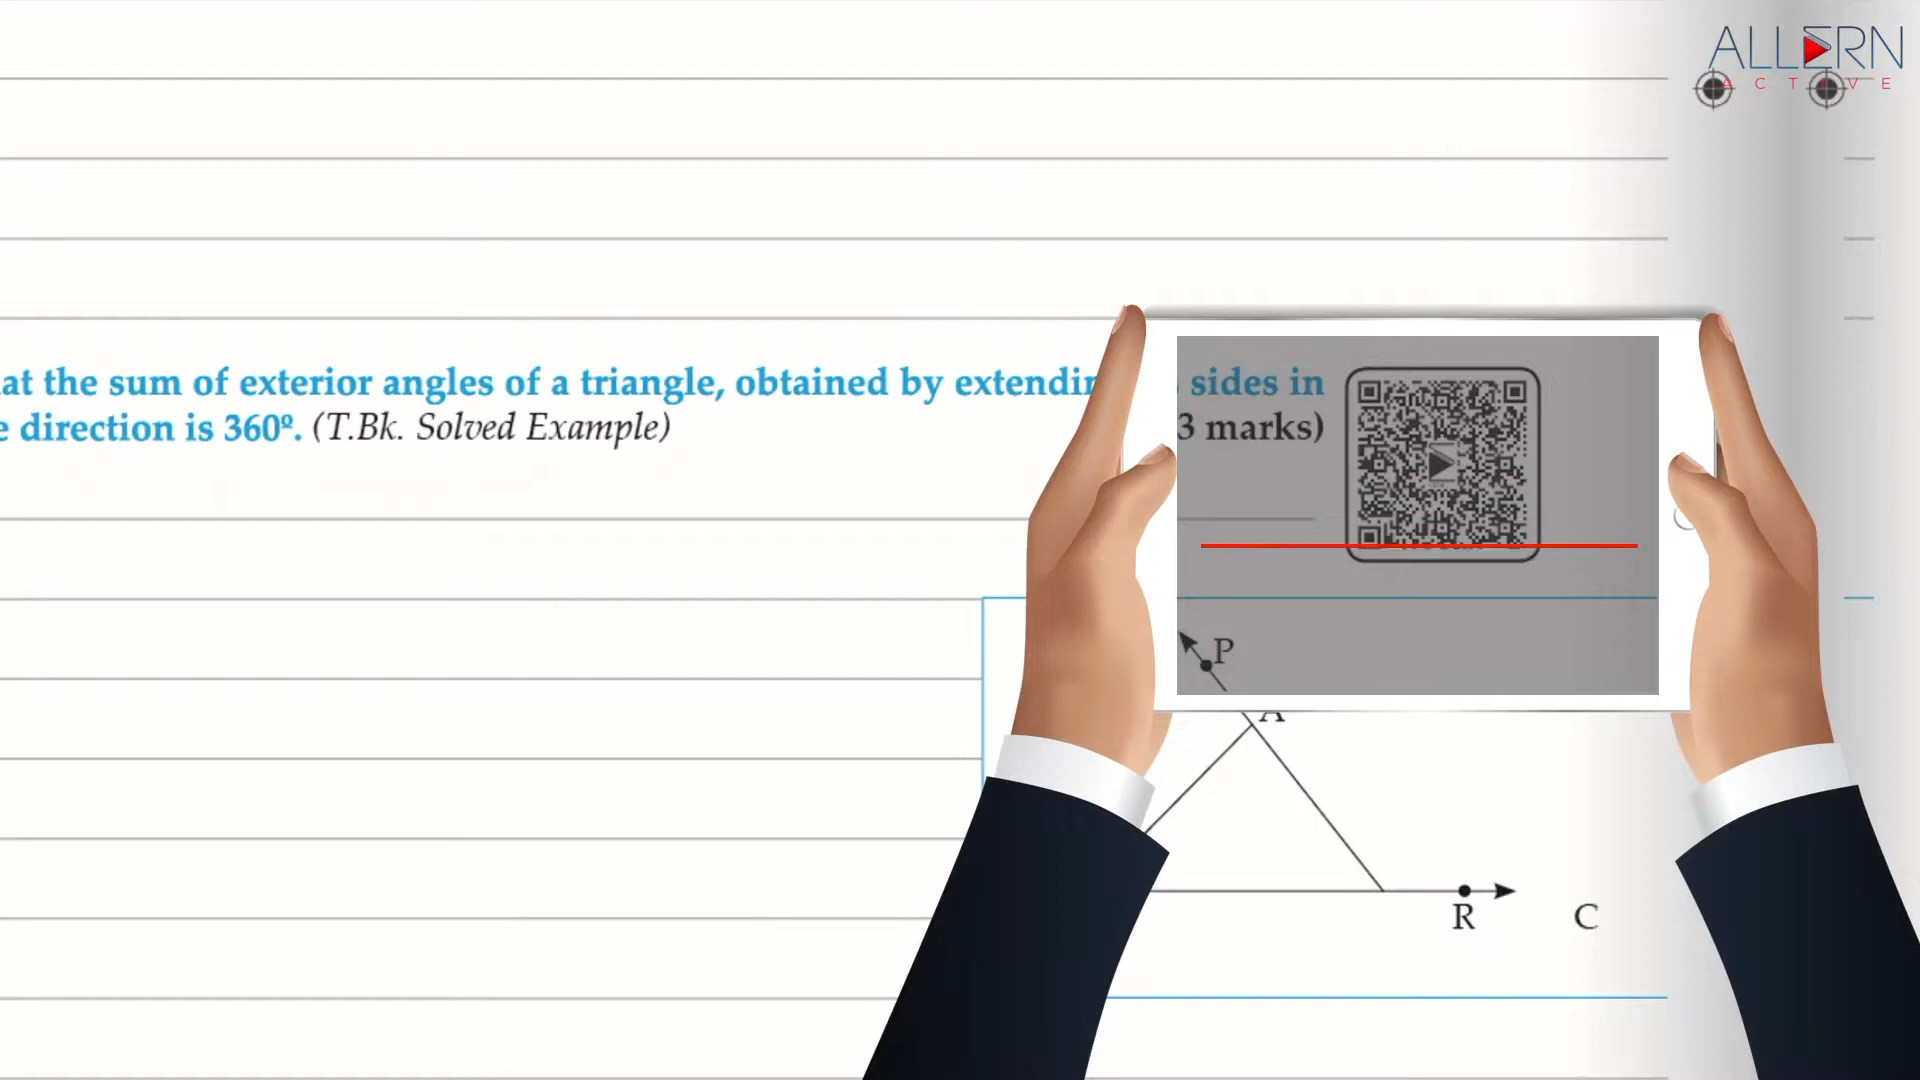 ALLERN
ACTIVE
at the sum of exterior angles of a triangle, obtained by sides in
e direction is 360º. (T.Bk. Solved Example) 3 marks)
P
A
R
C